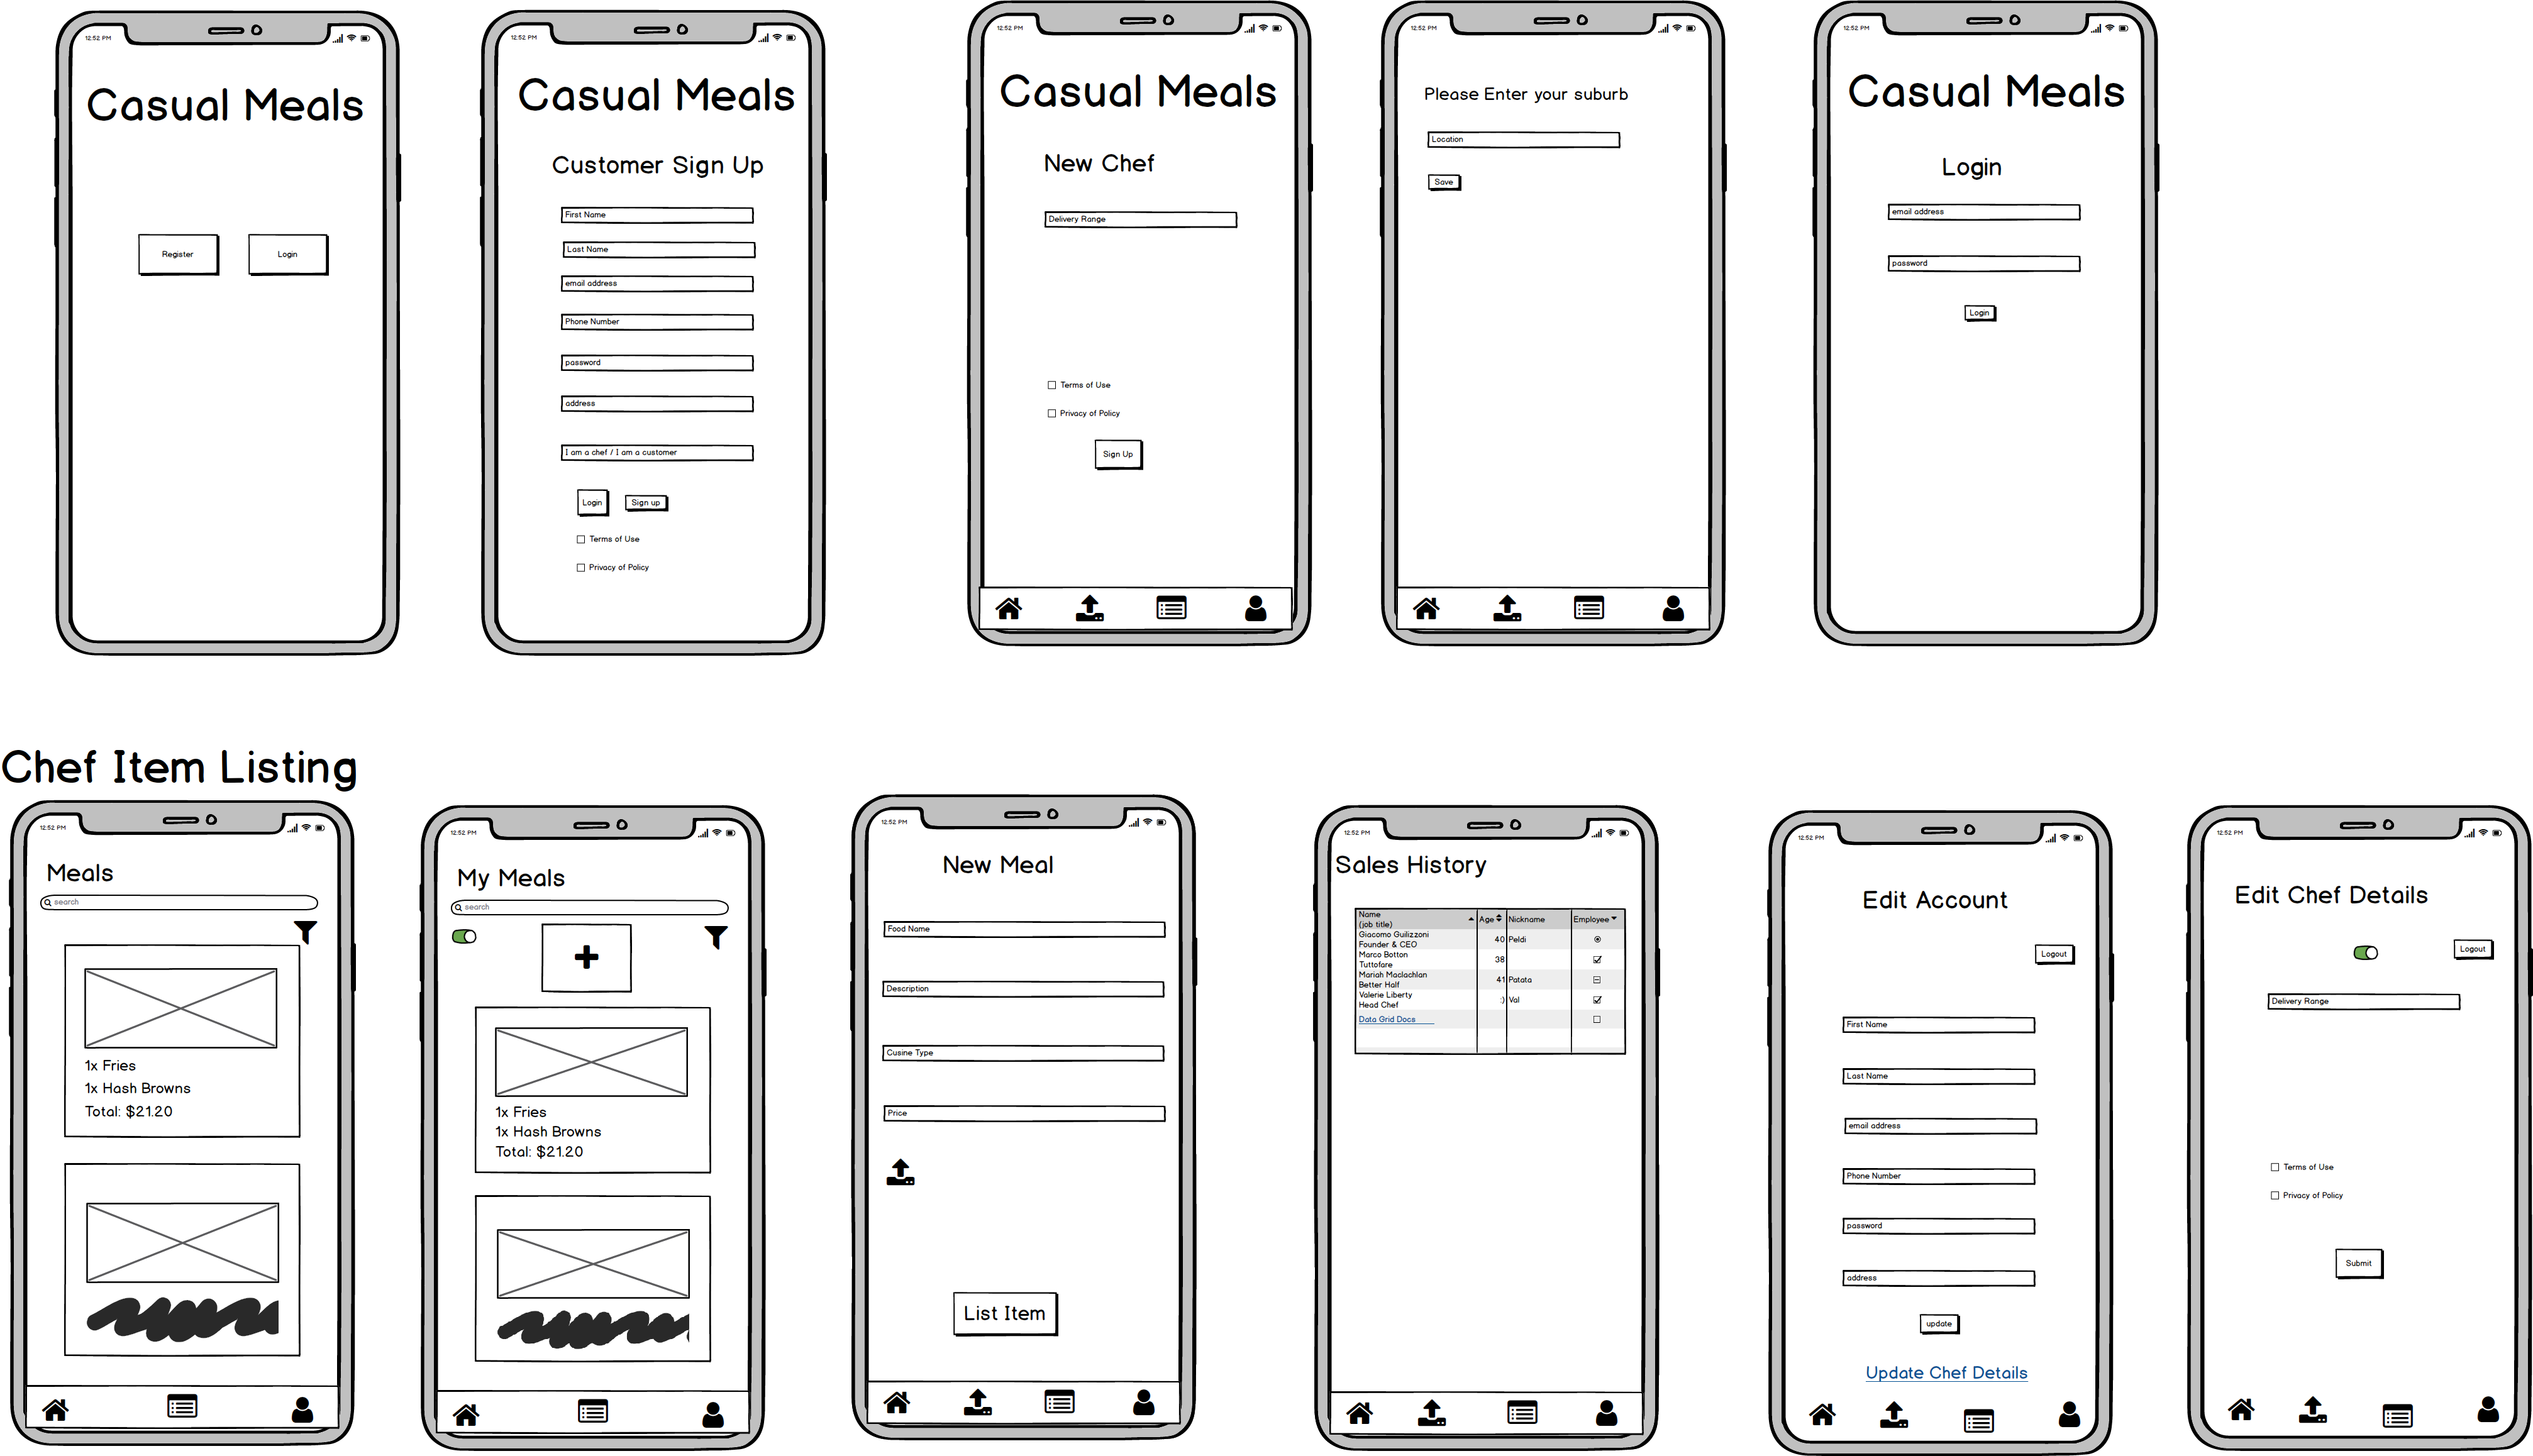 12:52 PM
Casual Meals
Register
Login
12:52 PM
Casual Meals
Customer Sign Up
First Name
Last Name
email address
Phone Number
password
address
I am a chef / I am a customer
Login
Sign up
Terms of Use
Privacy of Policy
12:52 PM
Casual Meals
New Chef
Delivery Range
Terms of Use
Privacy of Policy
Sign Up
12:52 PM
Please Enter your suburb
Location
Save
12:52 PM
Casual Meals
Login
email address
password
Login
Chef Item Listing
12:52 PM
Meals
search
1x Fries
1x Hash Browns
Total: $21.20
12:52 PM
My Meals
search
1x Fries
1x Hash Browns
Total: $21.20
12:52 PM
New Meal
Food Name
Description
Cusine Type
Price
List Item
12:52 PM
Sales History
Name
(job title)
Age
Nickname
Employee
Giacomo Guilizzoni
Founder & CEO
40
Peldi
Marco Botton
Tuttofare
38
Mariah Maclachlan
Better Half
41
Patata
Valerie Liberty
Head Chef
:)
Val
Data Grid Docs
12:52 PM
Edit Account
Logout
First Name
Last Name
email address
Phone Number
password
address
update
Update Chef Details
12:52 PM
Edit Chef Details
Logout
Delivery Range
Terms of Use
Privacy of Policy
Submit